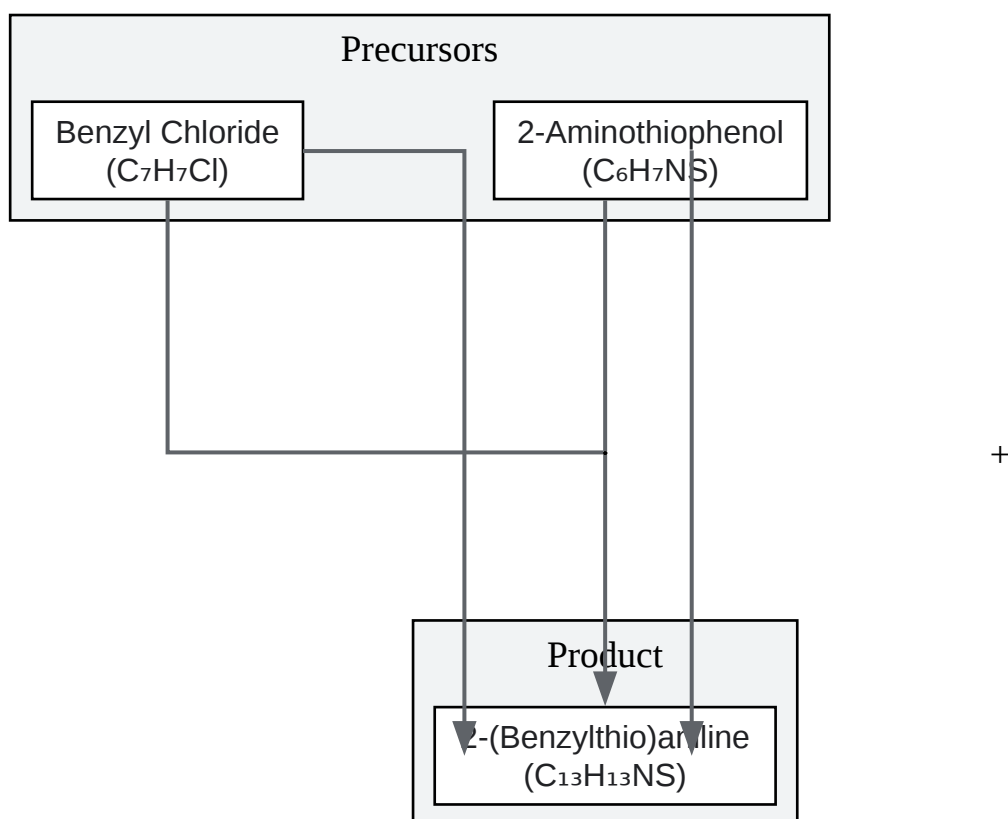 Precursors
Benzyl Chloride
(C₇H₇Cl)
2-Aminothiophenol
(C₆H₇NS)
+
Product
2-(Benzylthio)aniline
(C₁₃H₁₃NS)